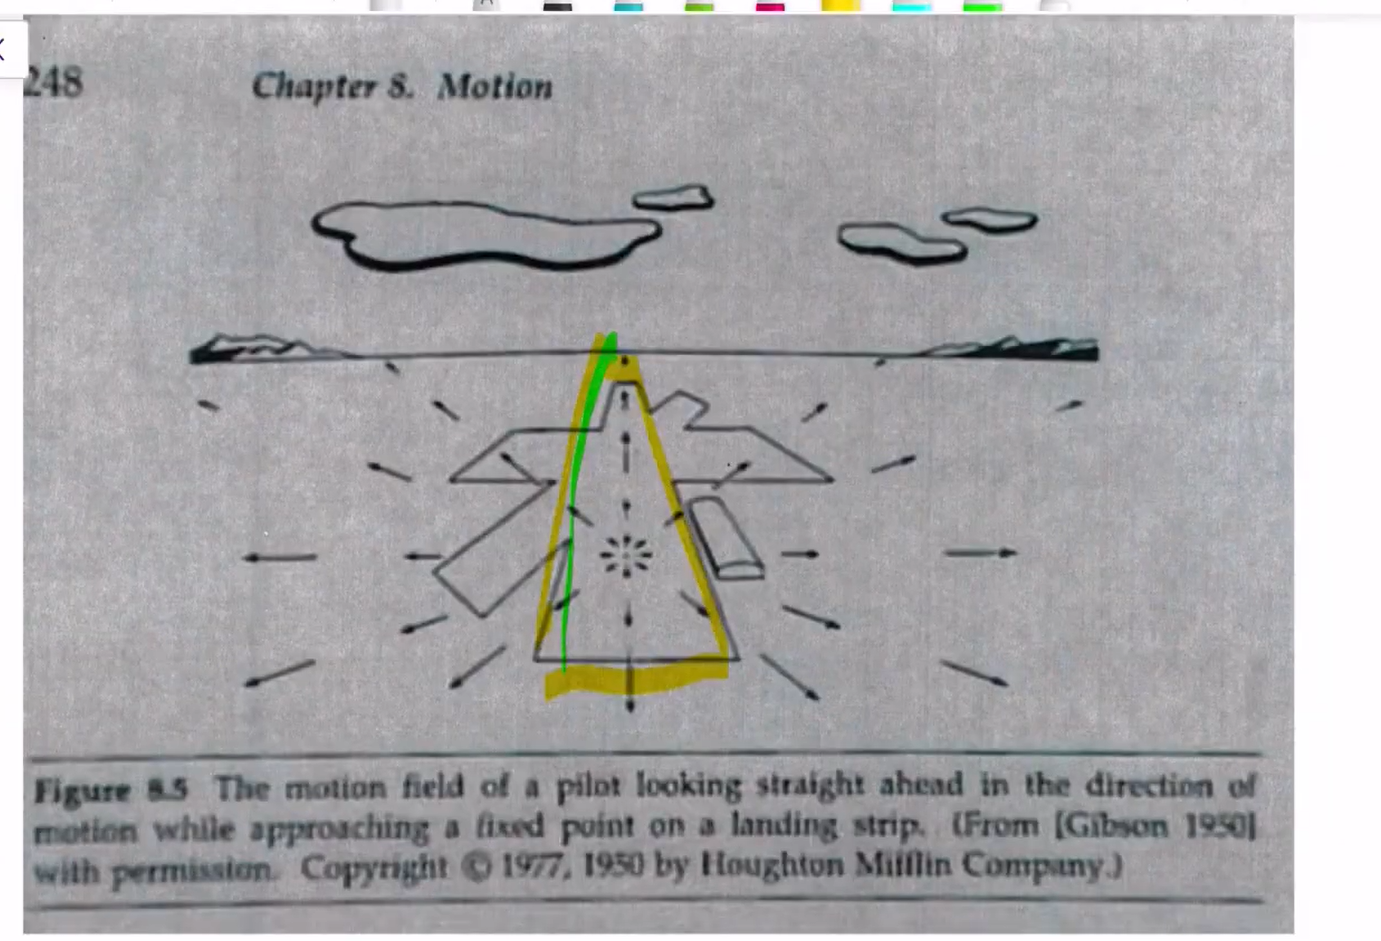 248
Chapter 8. Motion
Figure 8.5 The motion field of a pilot looking straight ahead in the direction of
motion while approaching a fixed point on a landing strip. (From [Gibson 1950]
with permission. Copyright © 1977, 1950 by Houghton Mifflin Company.)